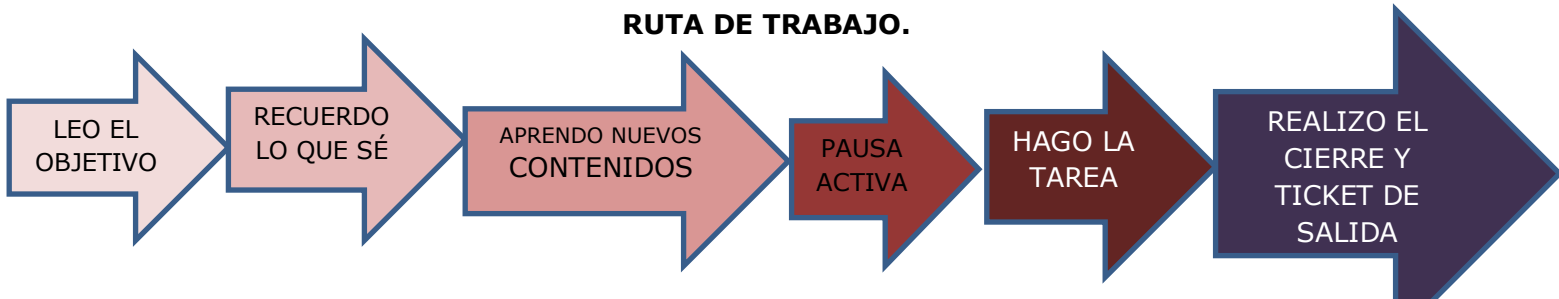 RUTA DE TRABAJO.
LEO EL
OBJETIVO
RECUERDO
LO QUE SÉ
APRENDO NUEVOS
CONTENIDOS
PAUSA
ACTIVA
HAGO LA
TAREA
REALIZO EL
CIERRE Y
TICKET DE
SALIDA